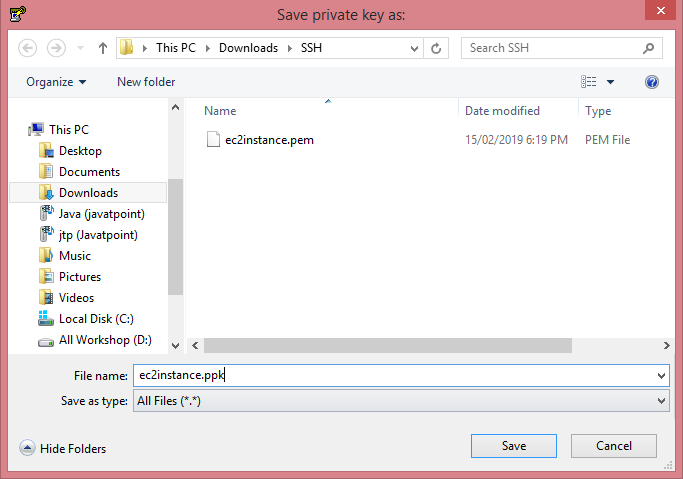 Save private key as:
This PC
Downloads
SSH
Search SSH
Organize
New folder
Name
Date modified
Type
This PC
Desktop
Documents
Downloads
Java (javatpoint)
jtp (Javatpoint)
Music
Pictures
Videos
Local Disk (C:)
All Workshop (D:)
ec2instance.pem
15/02/2019 6:19 PM
PEM File
File name:
ec2instance.ppk
Save as type:
All Files (*.*)
Hide Folders
Save
Cancel